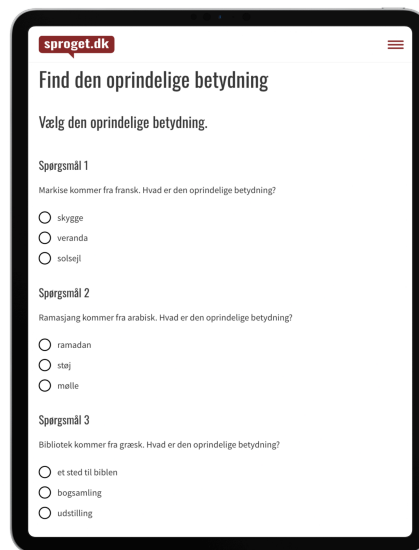 sproget.dk
Find den oprindelige betydning
Vælg den oprindelige betydning.
Spørgsmål 1
Markise kommer fra fransk. Hvad er den oprindelige betydning?
skygge
veranda
solsejl
Spørgsmål 2
Ramasjang kommer fra arabisk. Hvad er den oprindelige betydning?
ramadan
støj
mølle
Spørgsmål 3
Bibliotek kommer fra græsk. Hvad er den oprindelige betydning?
et sted til biblen
bogsamling
udstilling